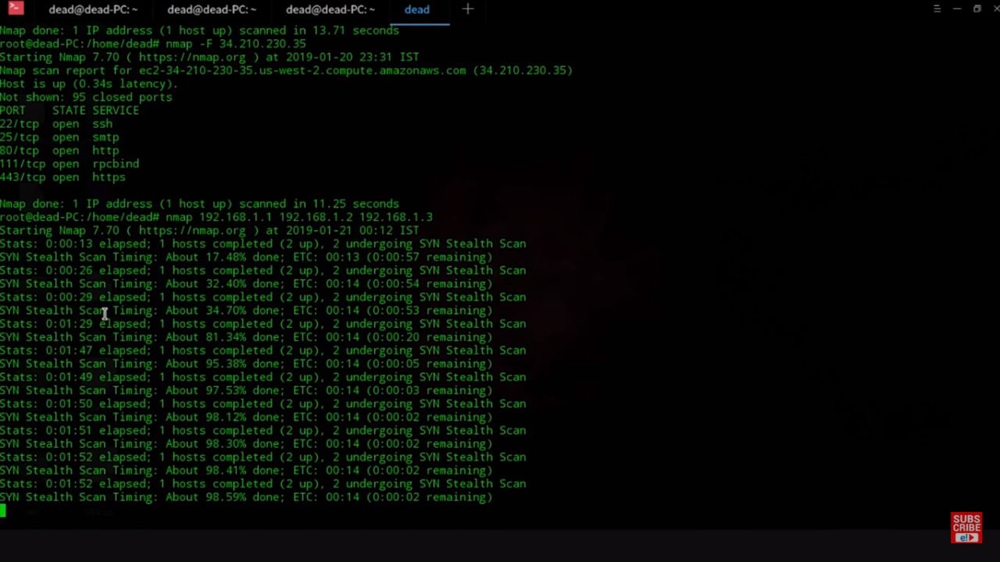 dead@dead-PC: ~ dead@dead-PC: ~ dead@dead-PC: ~ dead
Nmap done: 1 IP address (1 host up) scanned in 13.71 seconds
root@dead-PC:/home/dead# nmap -F 34.210.230.35
Starting Nmap 7.70 ( https://nmap.org ) at 2019-01-20 23:31 IST
Nmap scan report for ec2-34-210-230-35.us-west-2.compute.amazonaws.com (34.210.230.35)
Host is up (0.34s latency).
Not shown: 95 closed ports
PORT    STATE SERVICE
22/tcp  open  ssh
25/tcp  open  smtp
80/tcp  open  http
111/tcp open  rpcbind
443/tcp open  https
Nmap done: 1 IP address (1 host up) scanned in 11.25 seconds
root@dead-PC:/home/dead# nmap 192.168.1.1 192.168.1.2 192.168.1.3
Starting Nmap 7.70 ( https://nmap.org ) at 2019-01-21 00:12 IST
Stats: 0:00:13 elapsed; 1 hosts completed (2 up), 2 undergoing SYN Stealth Scan
SYN Stealth Scan Timing: About 17.48% done; ETC: 00:13 (0:00:57 remaining)
Stats: 0:00:26 elapsed; 1 hosts completed (2 up), 2 undergoing SYN Stealth Scan
SYN Stealth Scan Timing: About 32.40% done; ETC: 00:14 (0:00:54 remaining)
Stats: 0:00:29 elapsed; 1 hosts completed (2 up), 2 undergoing SYN Stealth Scan
SYN Stealth Scan Timing: About 34.70% done; ETC: 00:14 (0:00:53 remaining)
Stats: 0:01:29 elapsed; 1 hosts completed (2 up), 2 undergoing SYN Stealth Scan
SYN Stealth Scan Timing: About 81.34% done; ETC: 00:14 (0:00:20 remaining)
Stats: 0:01:47 elapsed; 1 hosts completed (2 up), 2 undergoing SYN Stealth Scan
SYN Stealth Scan Timing: About 95.38% done; ETC: 00:14 (0:00:05 remaining)
Stats: 0:01:49 elapsed; 1 hosts completed (2 up), 2 undergoing SYN Stealth Scan
SYN Stealth Scan Timing: About 97.53% done; ETC: 00:14 (0:00:03 remaining)
Stats: 0:01:50 elapsed; 1 hosts completed (2 up), 2 undergoing SYN Stealth Scan
SYN Stealth Scan Timing: About 98.12% done; ETC: 00:14 (0:00:02 remaining)
Stats: 0:01:51 elapsed; 1 hosts completed (2 up), 2 undergoing SYN Stealth Scan
SYN Stealth Scan Timing: About 98.30% done; ETC: 00:14 (0:00:02 remaining)
Stats: 0:01:52 elapsed; 1 hosts completed (2 up), 2 undergoing SYN Stealth Scan
SYN Stealth Scan Timing: About 98.41% done; ETC: 00:14 (0:00:02 remaining)
Stats: 0:01:52 elapsed; 1 hosts completed (2 up), 2 undergoing SYN Stealth Scan
SYN Stealth Scan Timing: About 98.59% done; ETC: 00:14 (0:00:02 remaining)
SUBS
CRIBE
e!